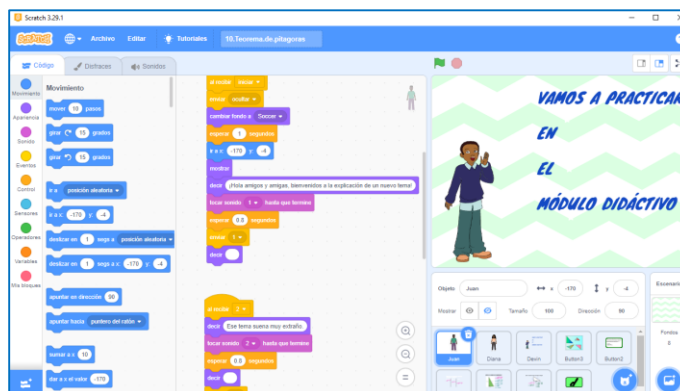 Scratch 3.29.1
SCRATCH
Archivo Editar Tutoriales 10.Teorema.de.pitagoras
Código Disfraces Sonidos
Movimiento
Apariencia
Sonido
Eventos
Control
Sensores
Operadores
Variables
Mis bloques
Movimiento
mover 10 pasos
girar 15 grados
girar 15 grados
ir a posición aleatoria
ir a x: -170 y: -4
deslizar en 1 segs a posición aleatoria
deslizar en 1 segs a x: -170 y: -4
apuntar en dirección 90
apuntar hacia puntero del ratón
sumar a x 10
dar a x el valor -170
al recibir iniciar
enviar ocultar
cambiar fondo a Soccer
esperar 1 segundos
ir a x: -170 y: -4
mostrar
decir ¡Hola amigos y amigas, bienvenidos a la explicación de un nuevo tema!
tocar sonido 1 hasta que termine
esperar 0.8 segundos
enviar 1
decir
al recibir 2
decir Ese tema suena muy extraño.
tocar sonido 2 hasta que termine
esperar 0.8 segundos
decir
VAMOS A PRACTICAR
EN
EL
MÓDULO DIDÁCTIVO
Objeto Juan x -170 y -4
Mostrar Tamaño 100 Dirección 90
Escenario
Fondos
8
Juan
Diana
Devin
Button3
Button2